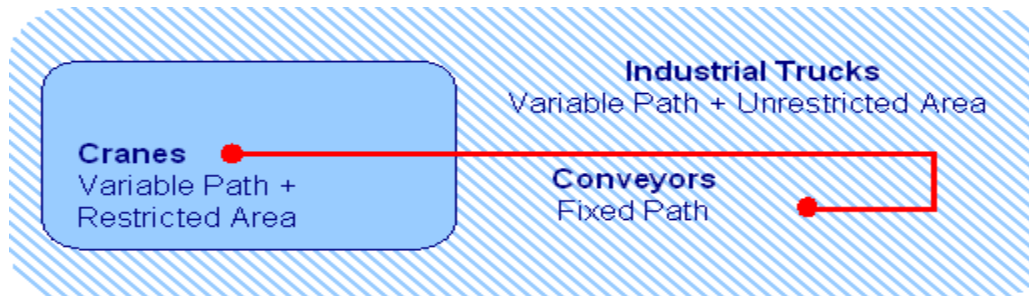 Industrial Trucks
Variable Path + Unrestricted Area
Cranes
Variable Path +
Restricted Area
Conveyors
Fixed Path